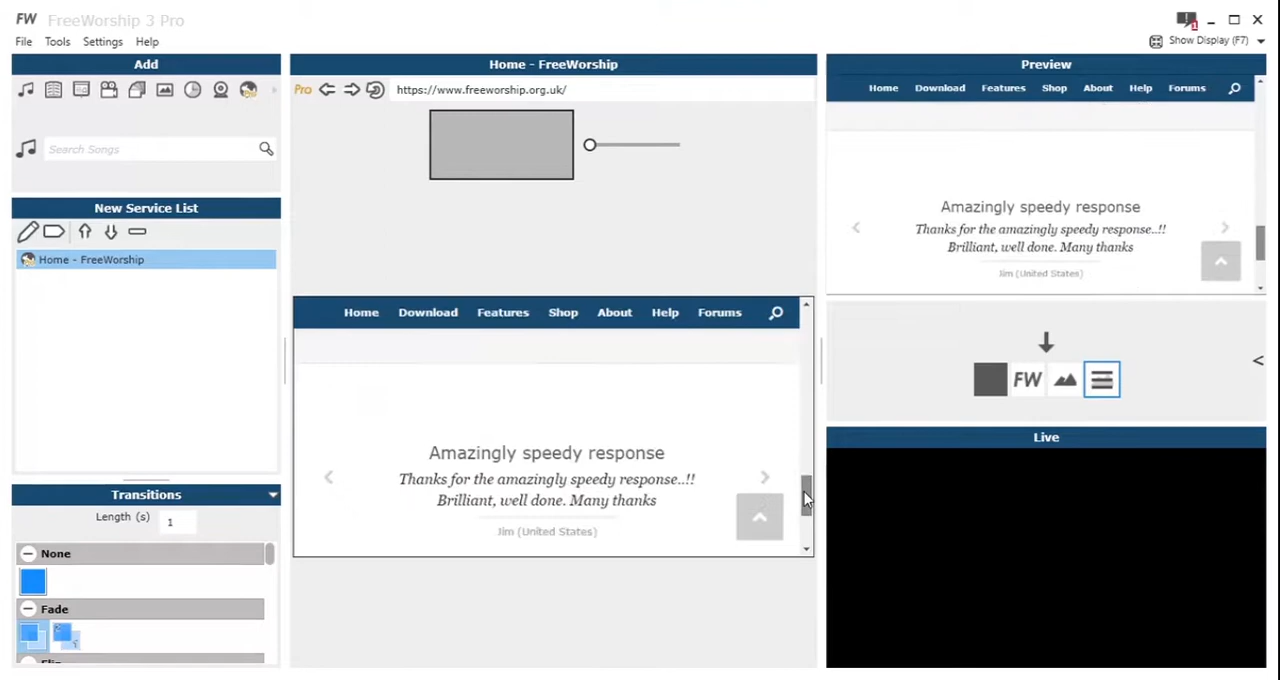 FW FreeWorship 3 Pro
File Tools Settings Help
Show Display (F7)
Add
Search Songs
New Service List
Home - FreeWorship
Transitions
Length (s) 1
None
Fade
Home - FreeWorship
Pro https://www.freeworship.org.uk/
Home Download Features Shop About Help Forums
Amazingly speedy response
Thanks for the amazingly speedy response..!!
Brilliant, well done. Many thanks
Jim (United States)
Preview
Home Download Features Shop About Help Forums
Amazingly speedy response
Thanks for the amazingly speedy response..!!
Brilliant, well done. Many thanks
Jim (United States)
FW
Live